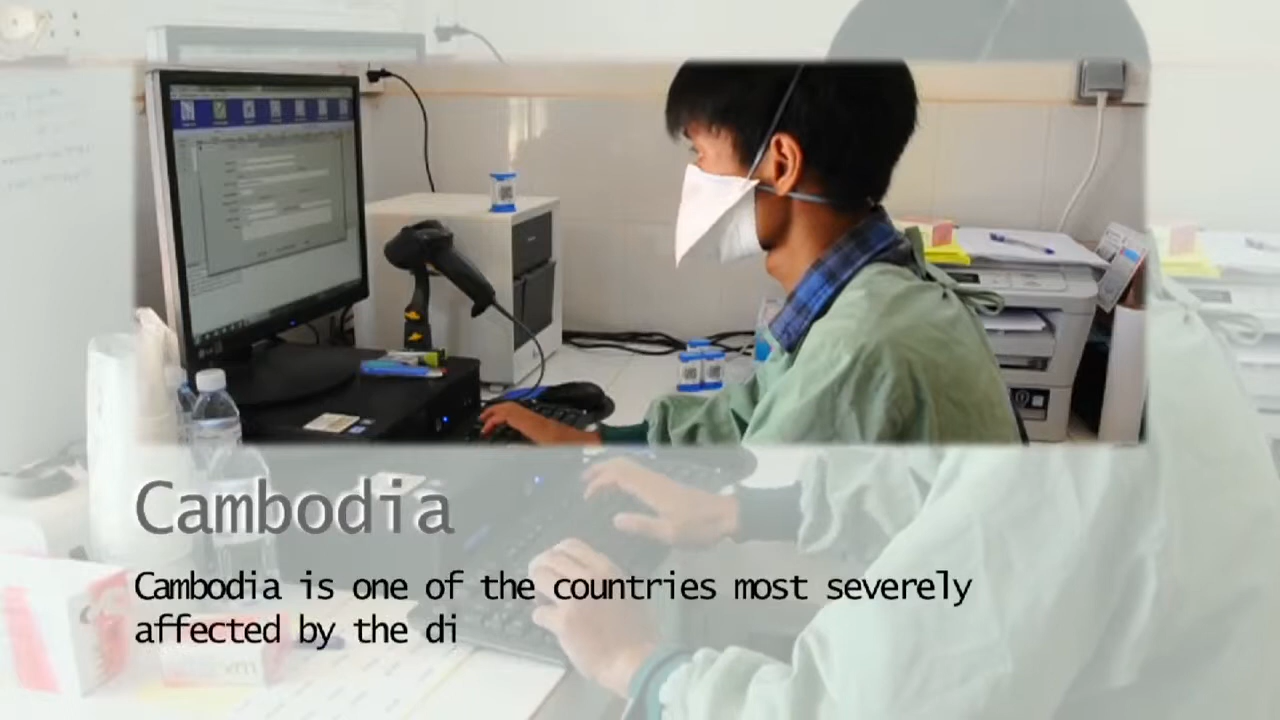 Cambodia
Cambodia is one of the countries most severely
affected by the di